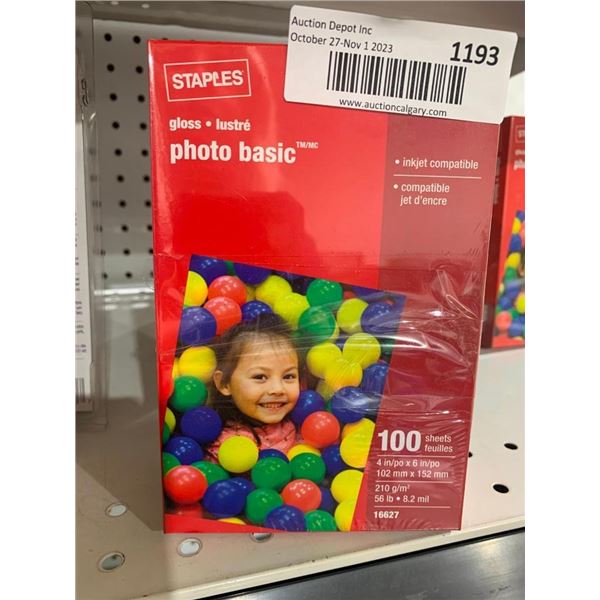 Auction Depot Inc
October 27-Nov 1 2023
1193
www.auctioncalgary.com
STAPLES
gloss • lustré
photo basic™/MC
• inkjet compatible
• compatible
jet d'encre
100 sheets
feuilles
4 in/po x 6 in/po
102 mm x 152 mm
210 g/m²
56 lb • 8.2 mil
16627
STAPLES